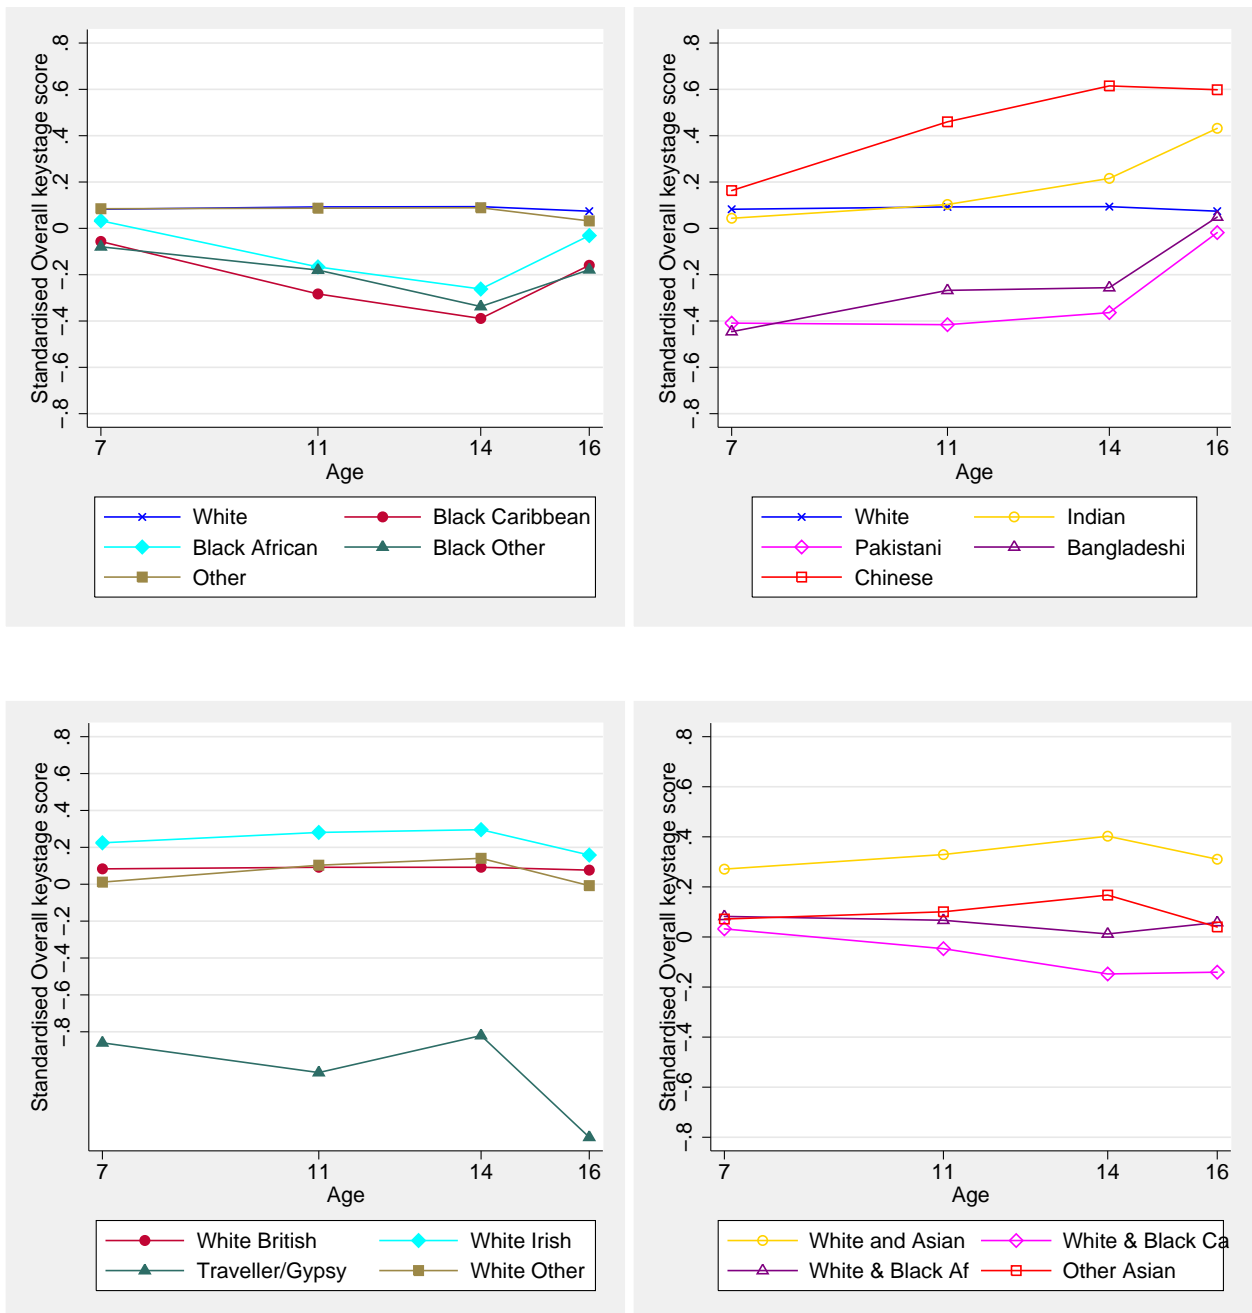 Standardised Overall keystage score
.8
.6
.4
.2
0
−.2
−.4
−.6
−.8
7 11 14 16
Age
White Black Caribbean
Black African Black Other
Other
Standardised Overall keystage score
.8
.6
.4
.2
0
−.2
−.4
−.6
−.8
7 11 14 16
Age
White Indian
Pakistani Bangladeshi
Chinese
Standardised Overall keystage score
.8
.6
.4
.2
0
−.2
−.4
−.6
−.8
7 11 14 16
Age
White British White Irish
Traveller/Gypsy White Other
Standardised Overall keystage score
.8
.6
.4
.2
0
−.2
−.4
−.6
−.8
7 11 14 16
Age
White and Asian White & Black Ca
White & Black Af Other Asian